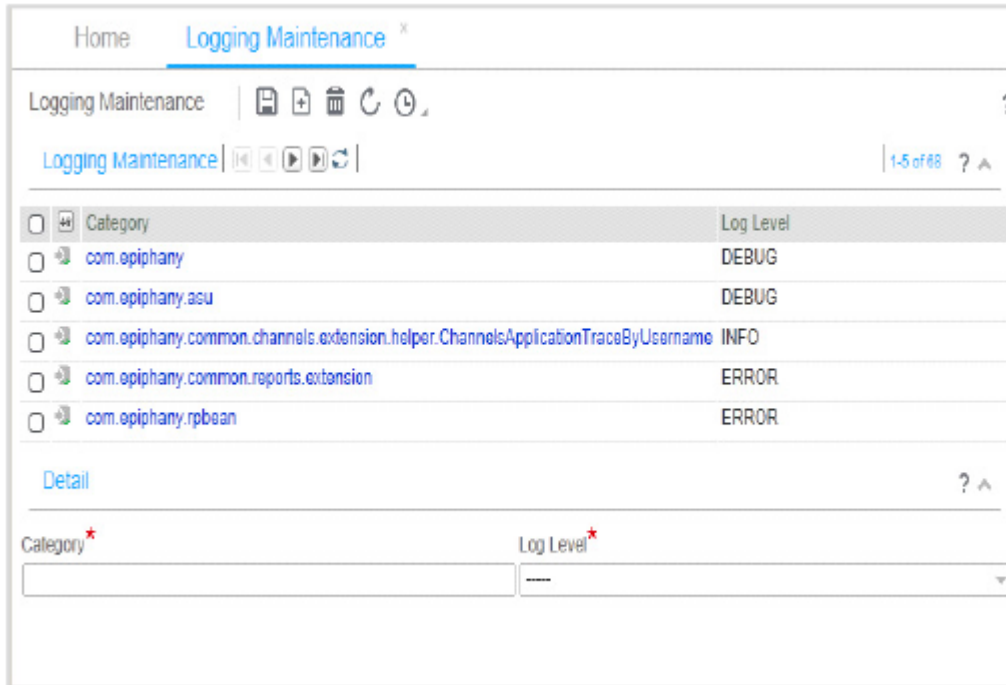 Home Logging Maintenance x
Logging Maintenance ?
Logging Maintenance 1-5 of 68 ?
Category Log Level
com.epiphany DEBUG
com.epiphany.asu DEBUG
com.epiphany.common.channels.extension.helper.ChannelsApplicationTraceByUsername INFO
com.epiphany.common.reports.extension ERROR
com.epiphany.rpbean ERROR
Detail ?
Category* Log Level*
-----